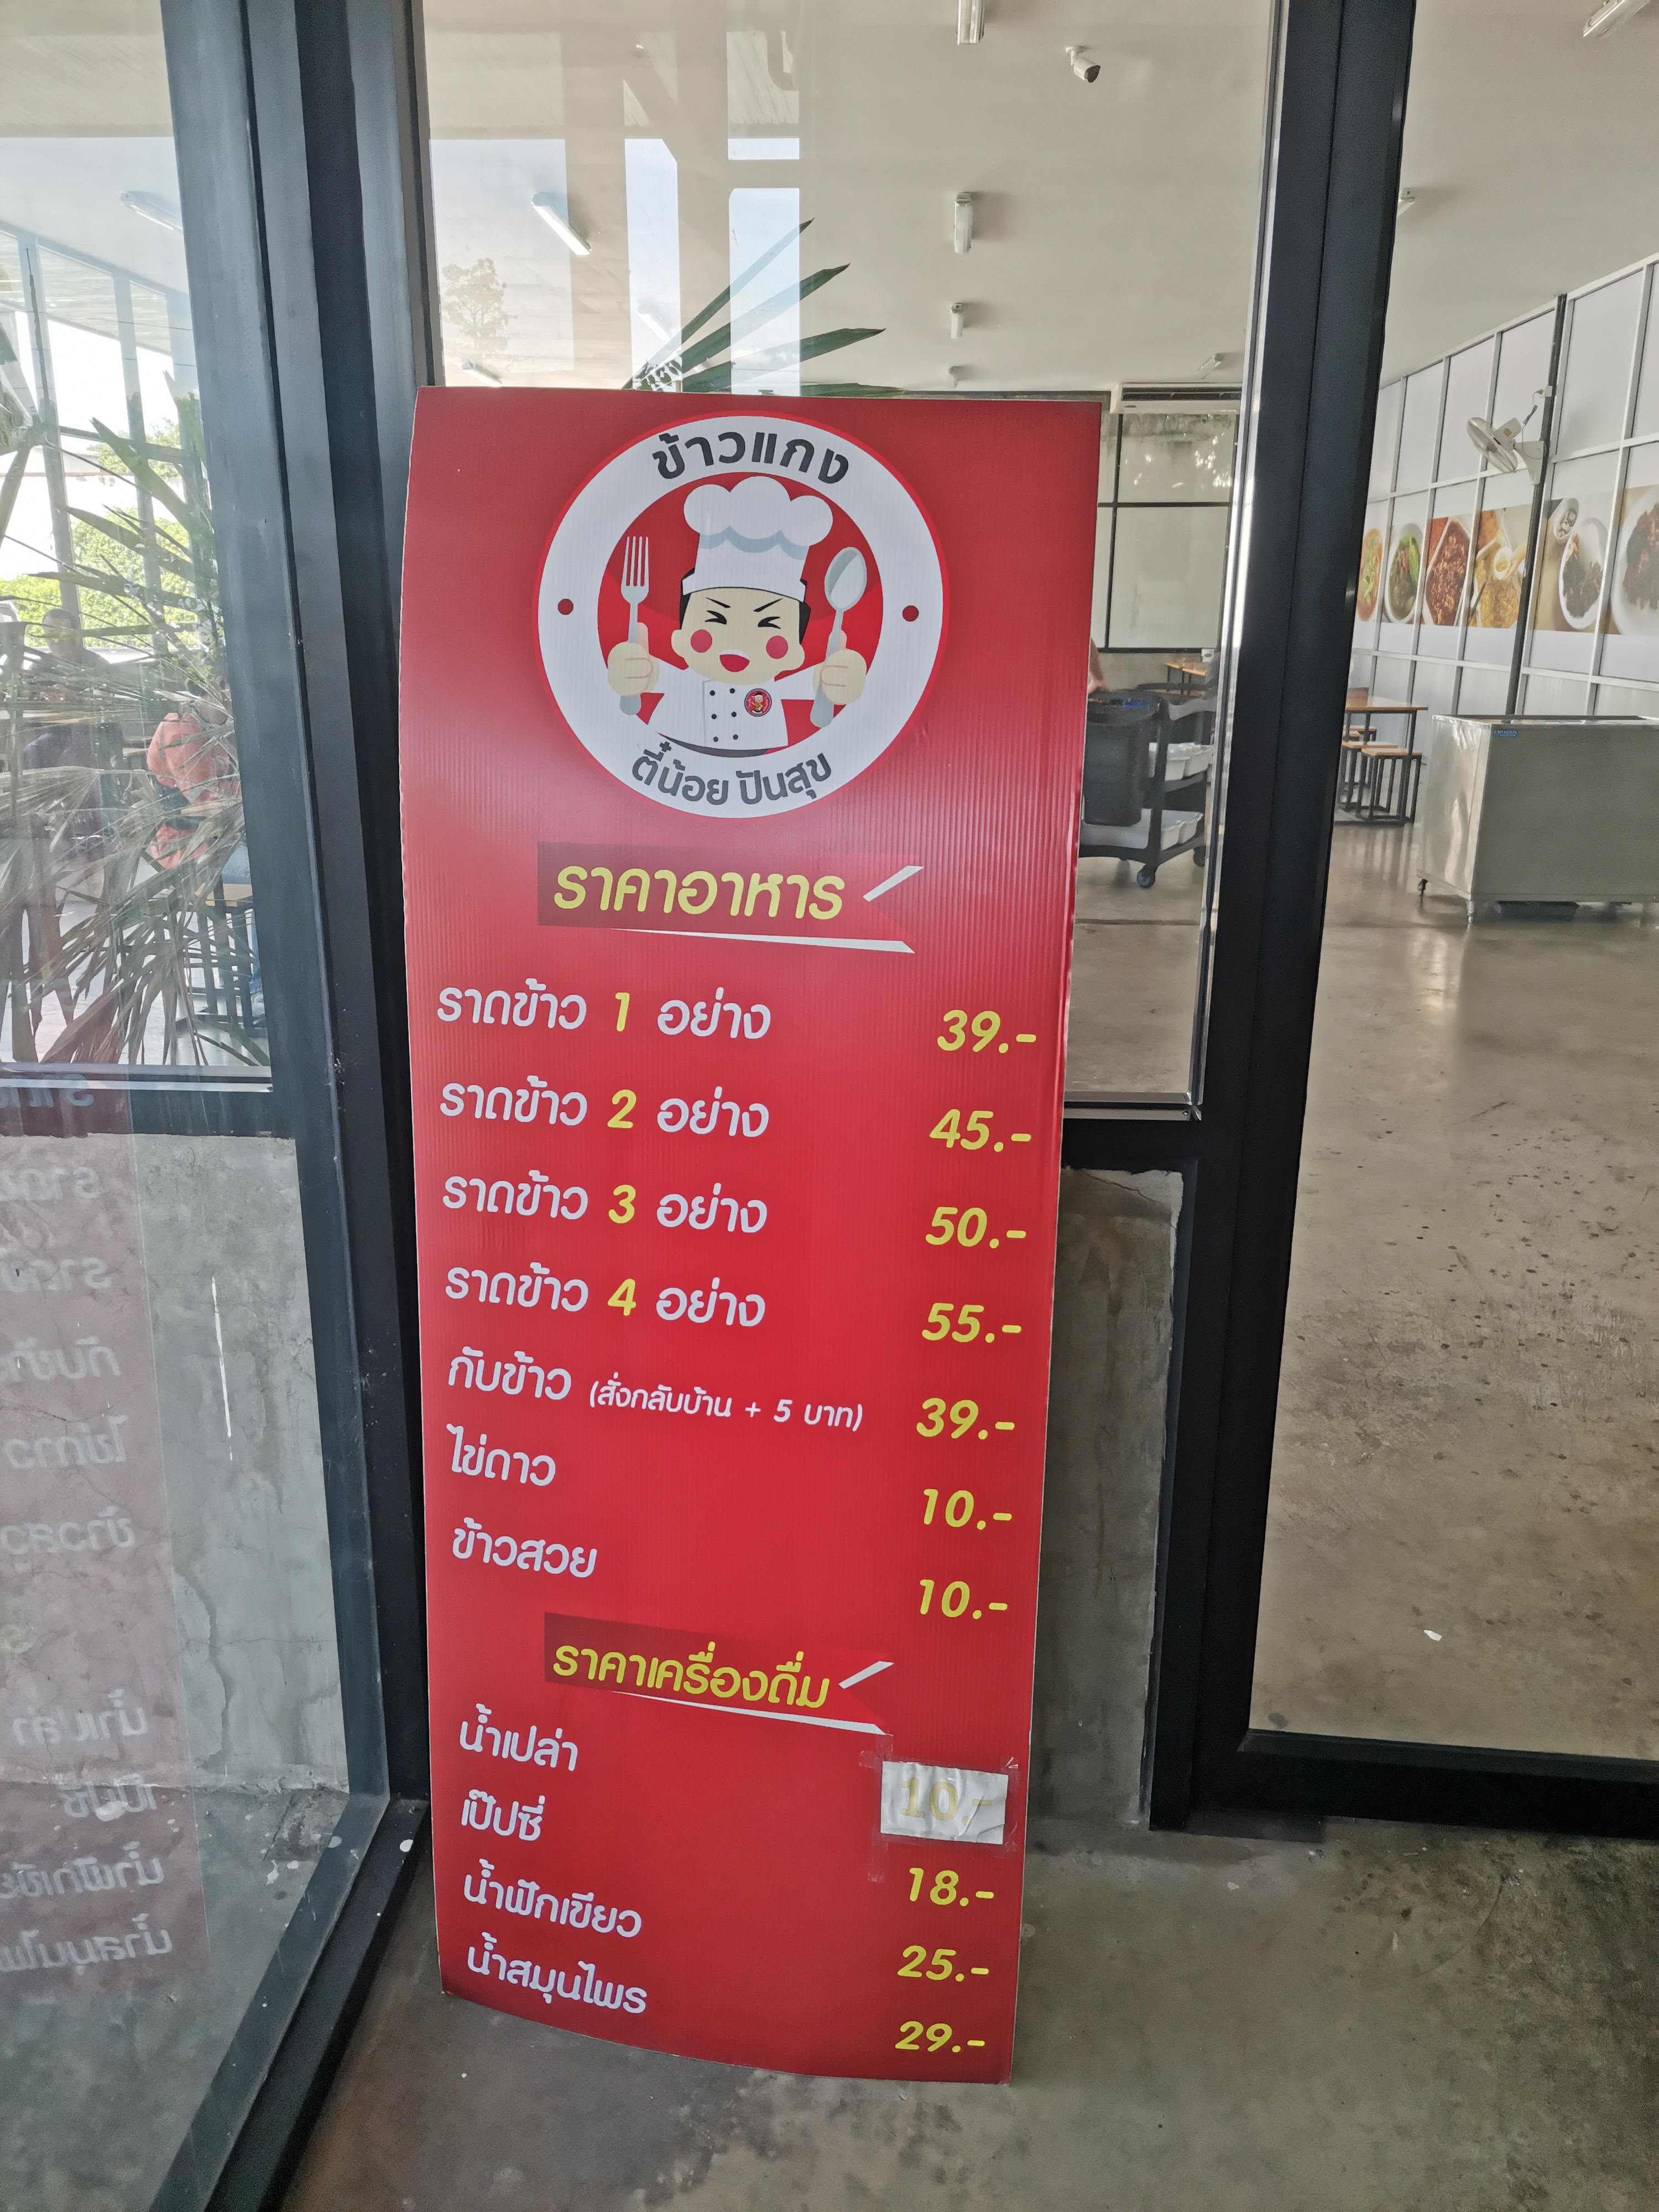 ข้าวแกง
ตี๋น้อย ปันสุข
ราคาอาหาร
ราดข้าว 1 อย่าง 39.-
ราดข้าว 2 อย่าง 45.-
ราดข้าว 3 อย่าง 50.-
ราดข้าว 4 อย่าง 55.-
กับข้าว (สั่งกลับบ้าน + 5 บาท) 39.-
ไข่ดาว 10.-
ข้าวสวย 10.-
ราคาเครื่องดื่ม
น้ำเปล่า 10.-
เป๊ปซี่ 18.-
น้ำฟักเขียว 25.-
น้ำสมุนไพร 29.-